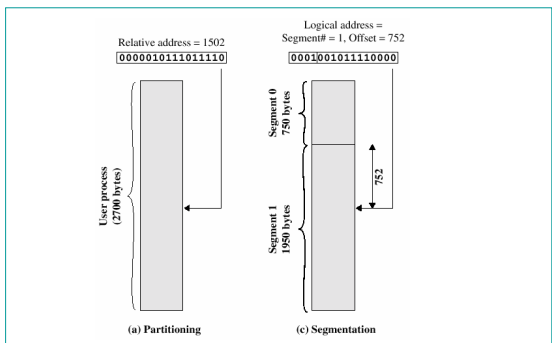 Relative address = 1502
0000010111011110
User process
(2700 bytes)
(a) Partitioning
Logical address =
Segment# = 1, Offset = 752
0001001011110000
Segment 0
750 bytes
752
Segment 1
1950 bytes
(c) Segmentation